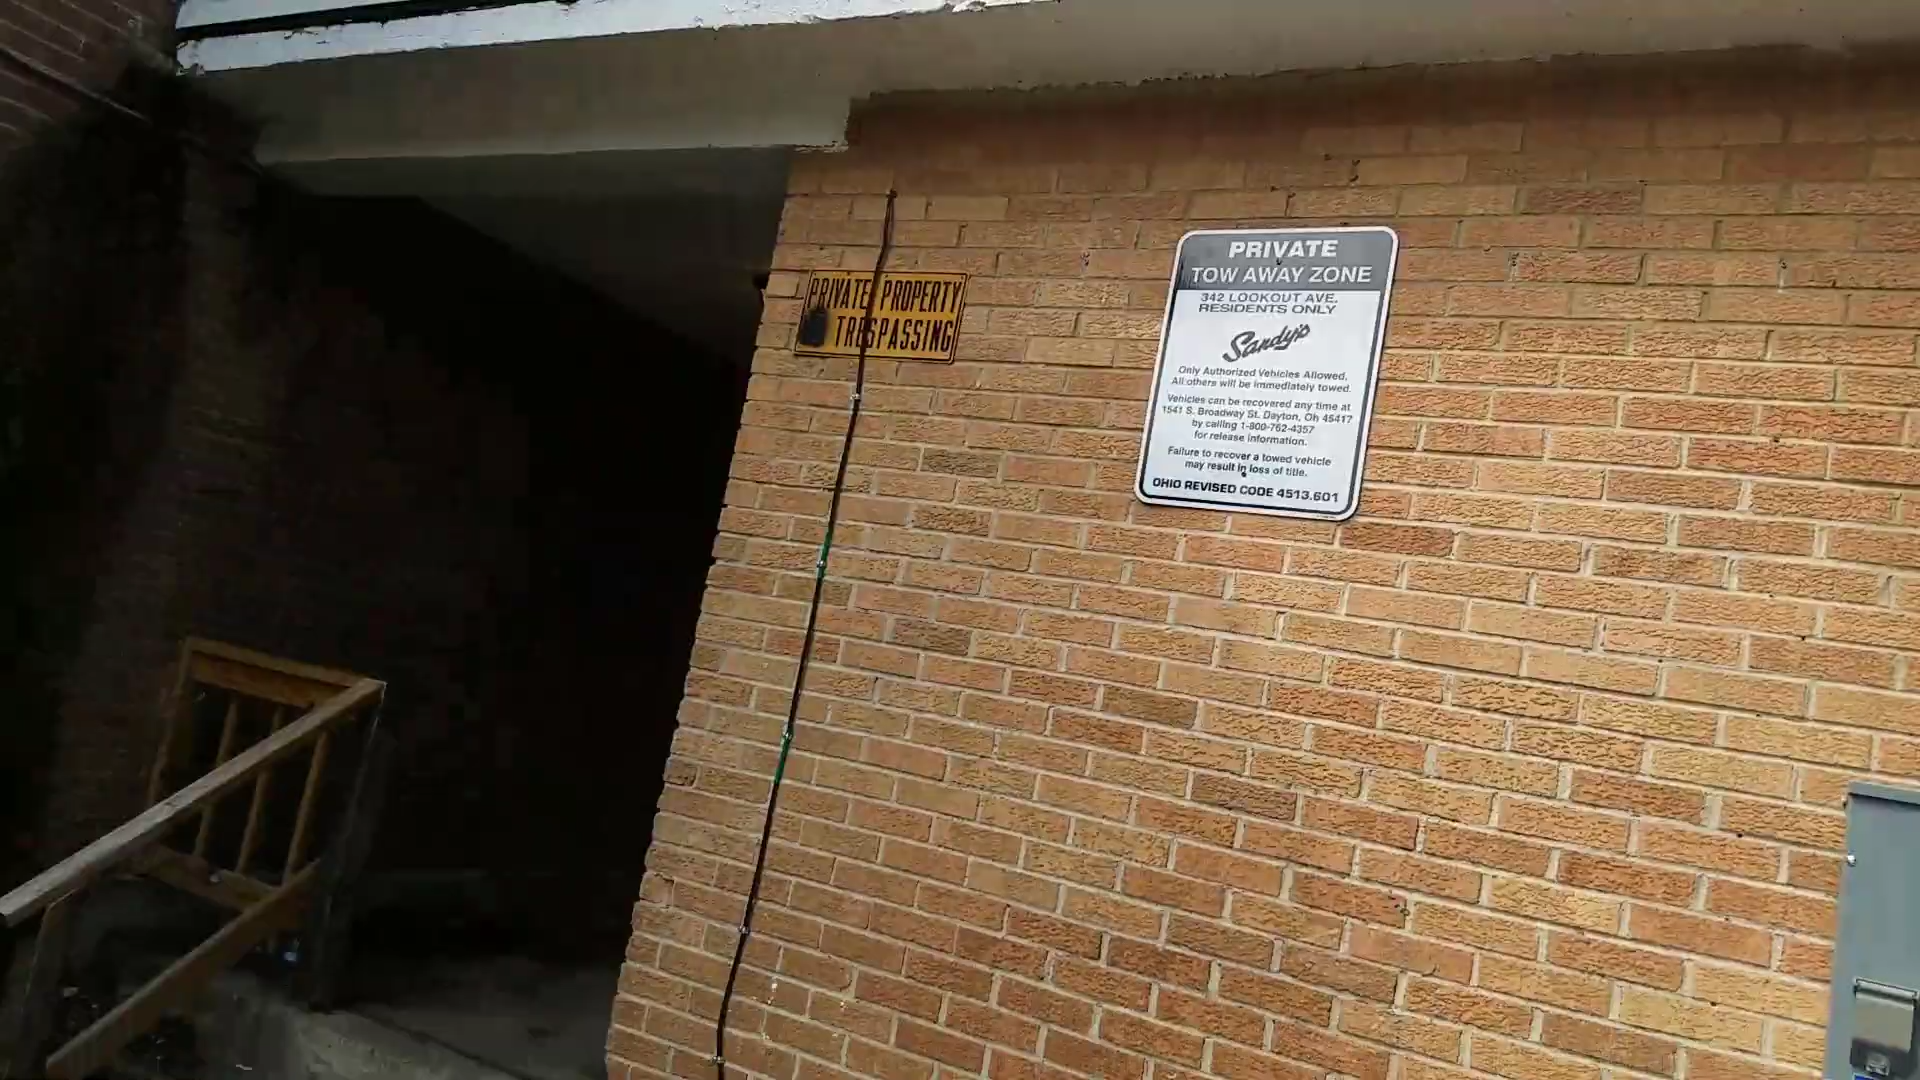 PRIVATE PROPERTY
TRESPASSING
PRIVATE
TOW AWAY ZONE
342 LOOKOUT AVE.
RESIDENTS ONLY
Sandy's
Only Authorized Vehicles Allowed,
All others will be immediately towed.
Vehicles can be recovered any time at
1541 S. Broadway St. Dayton, Oh 45417
by calling 1-800-762-4357
for release information.
Failure to recover a towed vehicle
may result in loss of title.
OHIO REVISED CODE 4513.601